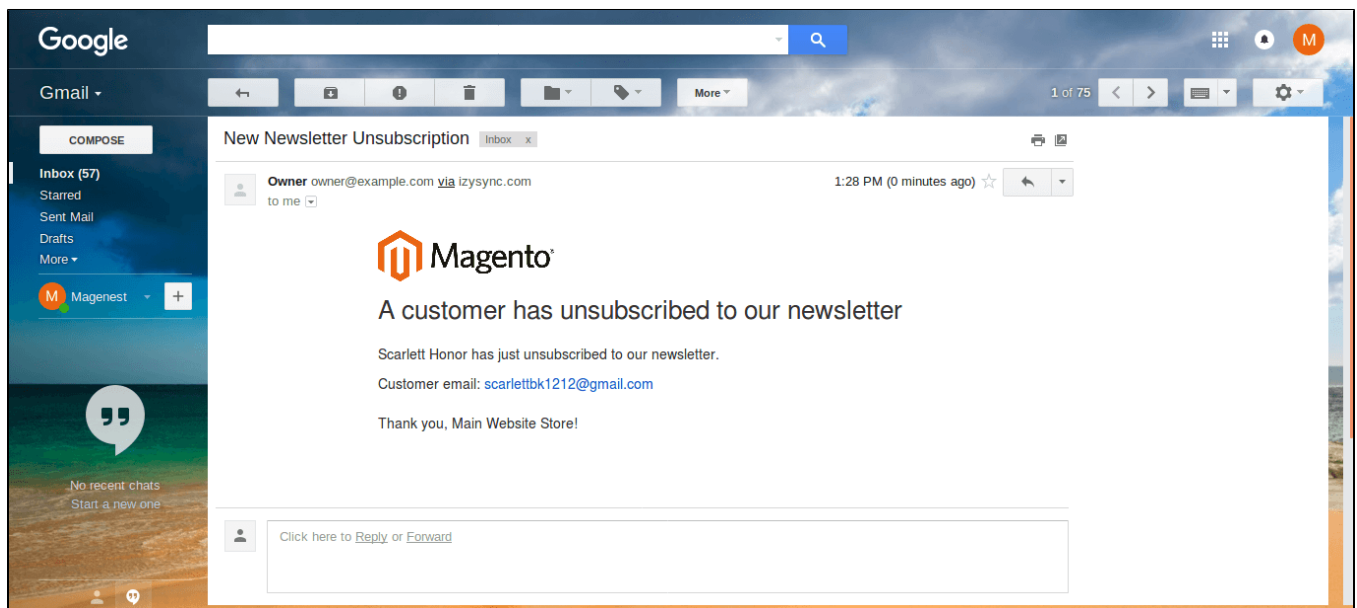 Google
M
Gmail
More
1 of 75
COMPOSE
New Newsletter Unsubscription Inbox x
Inbox (57)
Starred
Sent Mail
Drafts
More
Owner owner@example.com via izysync.com
1:28 PM (0 minutes ago)
to me
M Magenest +
Magento
A customer has unsubscribed to our newsletter
Scarlett Honor has just unsubscribed to our newsletter.
Customer email: scarlettbk1212@gmail.com
Thank you, Main Website Store!
No recent chats
Start a new one
Click here to Reply or Forward